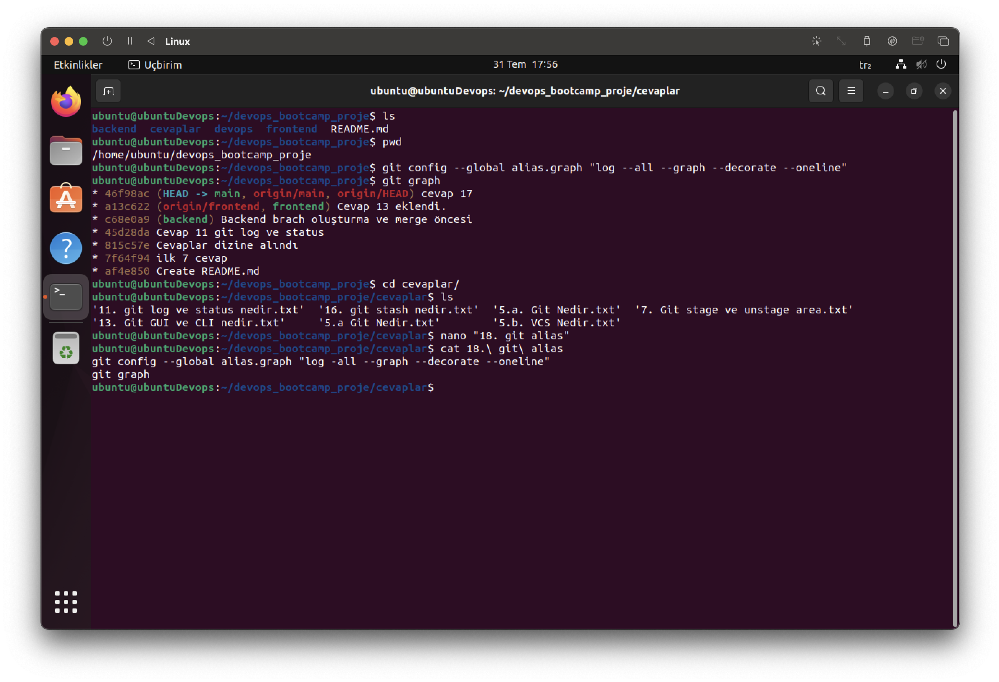 Linux
Etkinlikler Uçbirim 31 Tem 17:56 tr₂
ubuntu@ubuntuDevops: ~/devops_bootcamp_proje/cevaplar
ubuntu@ubuntuDevops:~/devops_bootcamp_proje$ ls
backend  cevaplar  devops  frontend  README.md
ubuntu@ubuntuDevops:~/devops_bootcamp_proje$ pwd
/home/ubuntu/devops_bootcamp_proje
ubuntu@ubuntuDevops:~/devops_bootcamp_proje$ git config --global alias.graph "log --all --graph --decorate --oneline"
ubuntu@ubuntuDevops:~/devops_bootcamp_proje$ git graph
* 46f98ac (HEAD -> main, origin/main, origin/HEAD) cevap 17
* a13c622 (origin/frontend, frontend) Cevap 13 eklendi.
* c68e0a9 (backend) Backend brach oluşturma ve merge öncesi
* 45d28da Cevap 11 git log ve status
* 815c57e Cevaplar dizine alındı
* 7f64f94 ilk 7 cevap
* af4e850 Create README.md
ubuntu@ubuntuDevops:~/devops_bootcamp_proje$ cd cevaplar/
ubuntu@ubuntuDevops:~/devops_bootcamp_proje/cevaplar$ ls
'11. git log ve status nedir.txt'  '16. git stash nedir.txt'  '5.a. Git Nedir.txt'  '7. Git stage ve unstage area.txt'
'13. Git GUI ve CLI nedir.txt'     '5.a Git Nedir.txt'        '5.b. VCS Nedir.txt'
ubuntu@ubuntuDevops:~/devops_bootcamp_proje/cevaplar$ nano "18. git alias"
ubuntu@ubuntuDevops:~/devops_bootcamp_proje/cevaplar$ cat 18.\ git\ alias
git config --global alias.graph "log -all --graph --decorate --oneline"
git graph
ubuntu@ubuntuDevops:~/devops_bootcamp_proje/cevaplar$